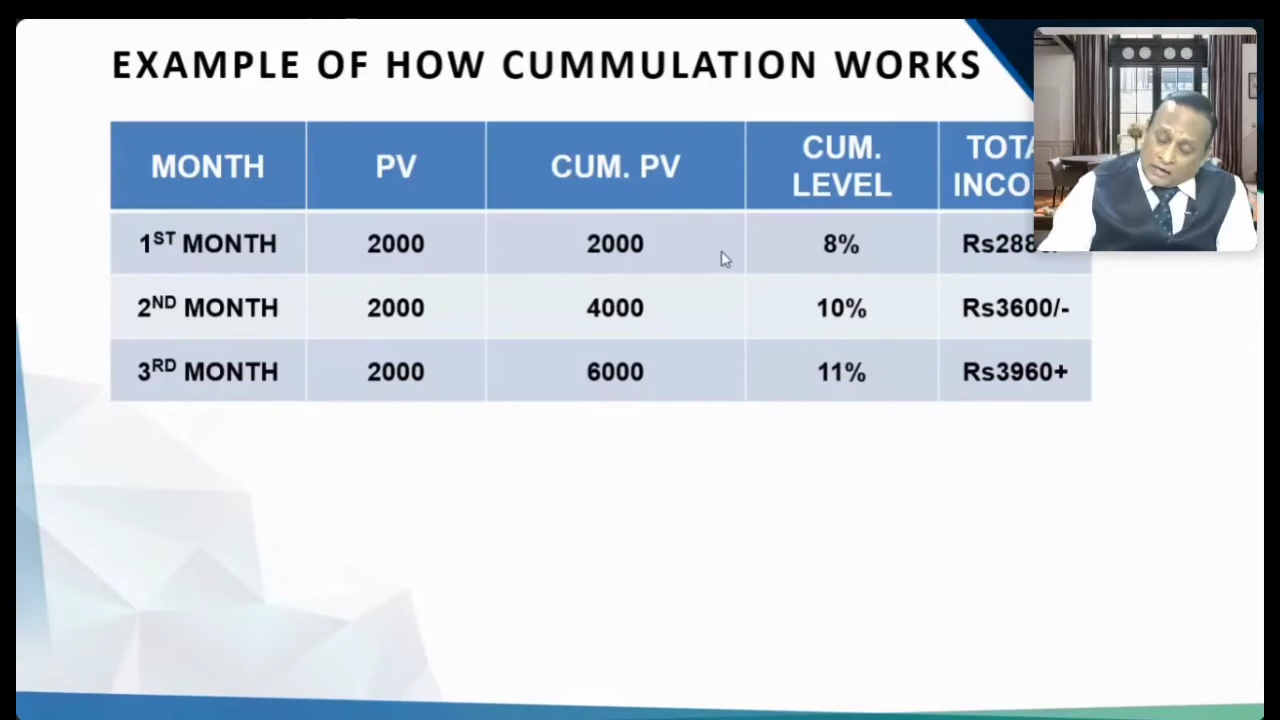 EXAMPLE OF HOW CUMMULATION WORKS
MONTH PV CUM. PV CUM. LEVEL
1ST MONTH 2000 2000 8%
2ND MONTH 2000 4000 10% Rs3600/-
3RD MONTH 2000 6000 11% Rs3960+